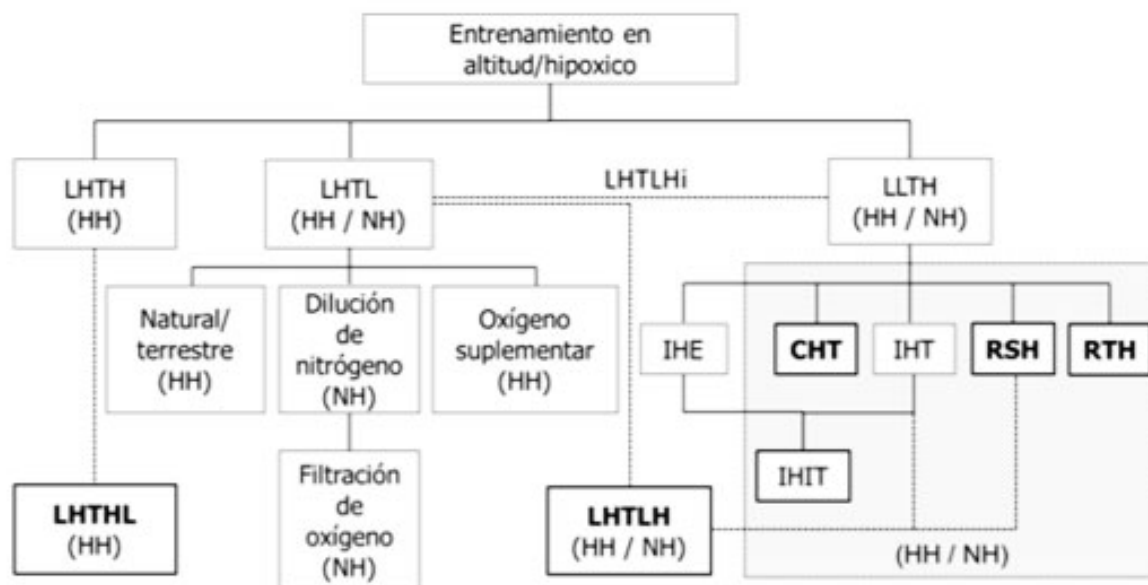 Entrenamiento en
altitud/hipoxico
LHTH
(HH)
LHTL
(HH / NH)
LHTLHi
LLTH
(HH / NH)
Natural/
terrestre
(HH)
Dilución
de
nitrógeno
(NH)
Oxígeno
suplementar
(HH)
IHE
CHT
IHT
RSH
RTH
IHIT
LHTHL
(HH)
Filtración
de
oxígeno
(NH)
LHTLH
(HH / NH)
(HH / NH)